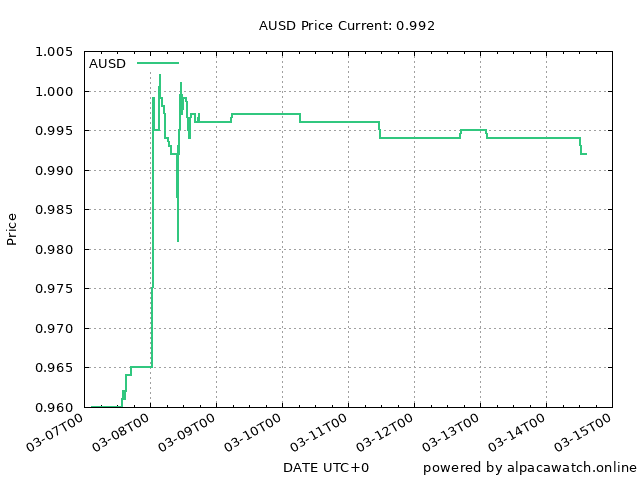 AUSD Price Current: 0.992
1.005
AUSD
1.000
0.995
0.990
0.985
0.980
0.975
0.970
0.965
0.960
Price
03-07T00
03-08T00
03-09T00
03-10T00
03-11T00
03-12T00
03-13T00
03-14T00
03-15T00
DATE UTC+0
powered by alpacawatch.online